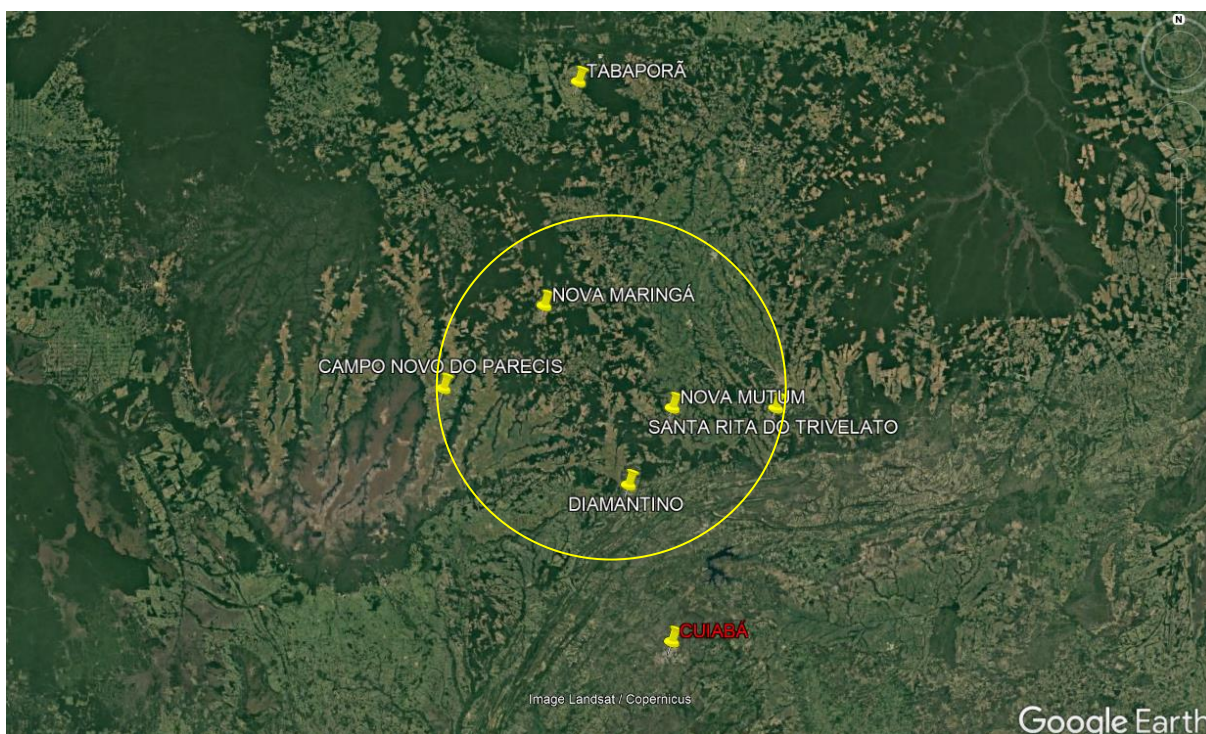 N
TABAPORÃ
NOVA MARINGÁ
CAMPO NOVO DO PARECIS
NOVA MUTUM
SANTA RITA DO TRIVELATO
DIAMANTINO
CUIABÁ
Image Landsat / Copernicus
Google Earth